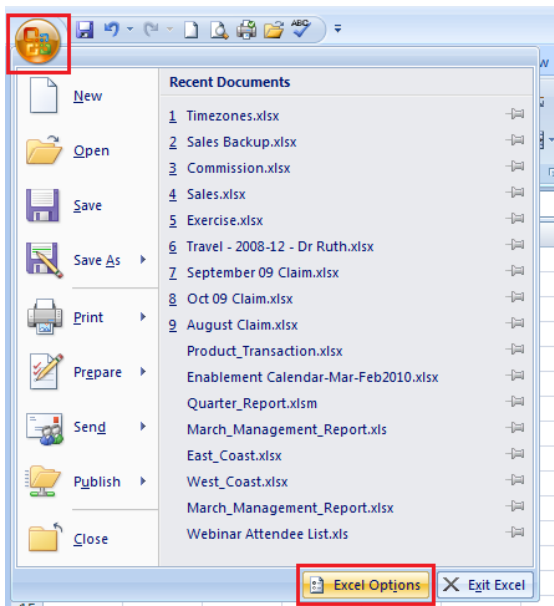 ABC
w
New
Open
Save
Save As
Print
Prepare
Send
Publish
Close
Recent Documents
1 Timezones.xlsx
2 Sales Backup.xlsx
3 Commission.xlsx
4 Sales.xlsx
5 Exercise.xlsx
6 Travel - 2008-12 - Dr Ruth.xlsx
7 September 09 Claim.xlsx
8 Oct 09 Claim.xlsx
9 August Claim.xlsx
Product_Transaction.xlsx
Enablement Calendar-Mar-Feb2010.xlsx
Quarter_Report.xlsm
March_Management_Report.xls
East_Coast.xlsx
West_Coast.xlsx
March_Management_Report.xlsx
Webinar Attendee List.xls
Excel Options
Exit Excel